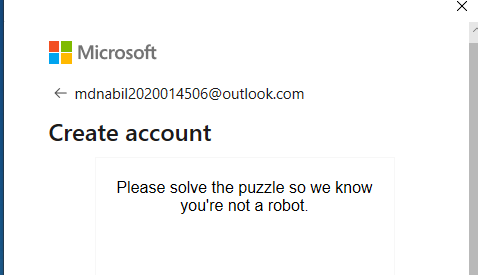 Microsoft
mdnabil2020014506@outlook.com
Create account
Please solve the puzzle so we know
you're not a robot.